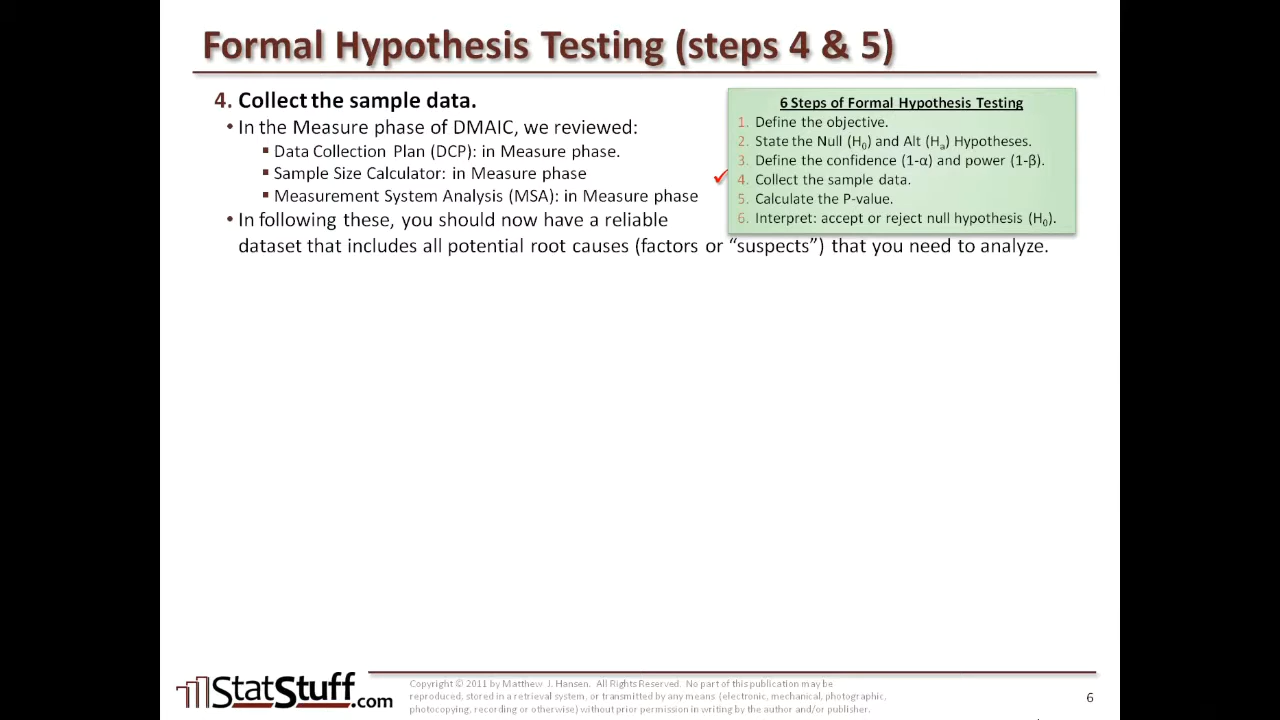 Formal Hypothesis Testing (steps 4 & 5)
4. Collect the sample data.
• In the Measure phase of DMAIC, we reviewed:
▪ Data Collection Plan (DCP): in Measure phase.
▪ Sample Size Calculator: in Measure phase
▪ Measurement System Analysis (MSA): in Measure phase
• In following these, you should now have a reliable
dataset that includes all potential root causes (factors or “suspects”) that you need to analyze.
6 Steps of Formal Hypothesis Testing
1. Define the objective.
2. State the Null (H0) and Alt (Ha) Hypotheses.
3. Define the confidence (1-α) and power (1-β).
✓ 4. Collect the sample data.
5. Calculate the P-value.
6. Interpret: accept or reject null hypothesis (H0).
StatStuff.com
Copyright © 2011 by Matthew J. Hansen. All Rights Reserved. No part of this publication may be
reproduced, stored in a retrieval system, or transmitted by any means (electronic, mechanical, photographic,
photocopying, recording or otherwise) without prior permission in writing by the author and/or publisher.
6